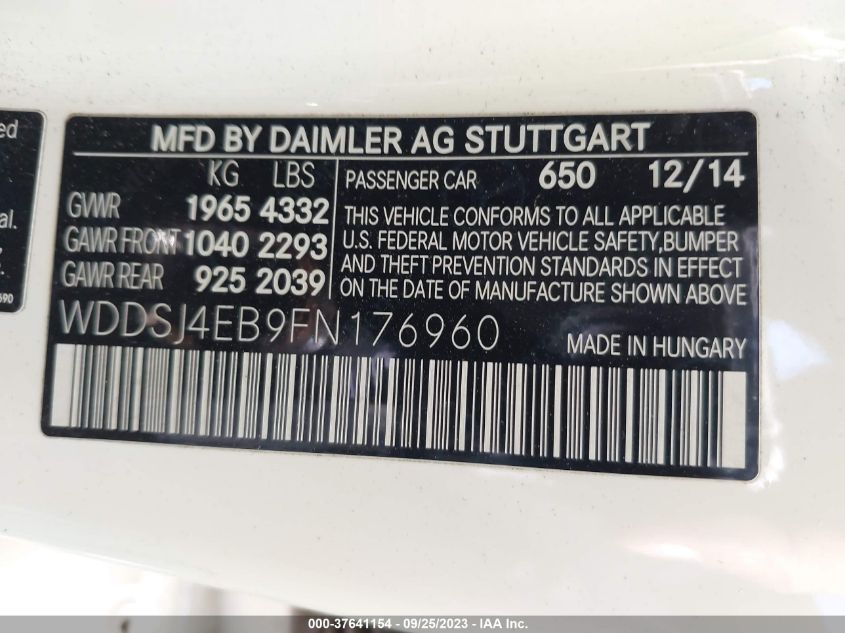 MFD BY DAIMLER AG STUTTGART
KG LBS
GVWR 1965 4332
GAWR FRONT 1040 2293
GAWR REAR 925 2039
PASSENGER CAR 650 12/14
THIS VEHICLE CONFORMS TO ALL APPLICABLE
U.S. FEDERAL MOTOR VEHICLE SAFETY,BUMPER
AND THEFT PREVENTION STANDARDS IN EFFECT
ON THE DATE OF MANUFACTURE SHOWN ABOVE
WDDSJ4EB9FN176960
MADE IN HUNGARY
000-37641154 - 09/25/2023 - IAA Inc.